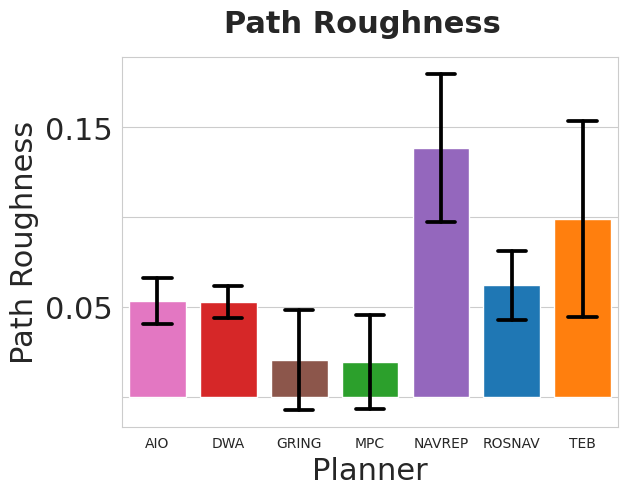 Path Roughness
Path Roughness
0.15
0.05
AIO DWA GRING MPC NAVREP ROSNAV TEB
Planner